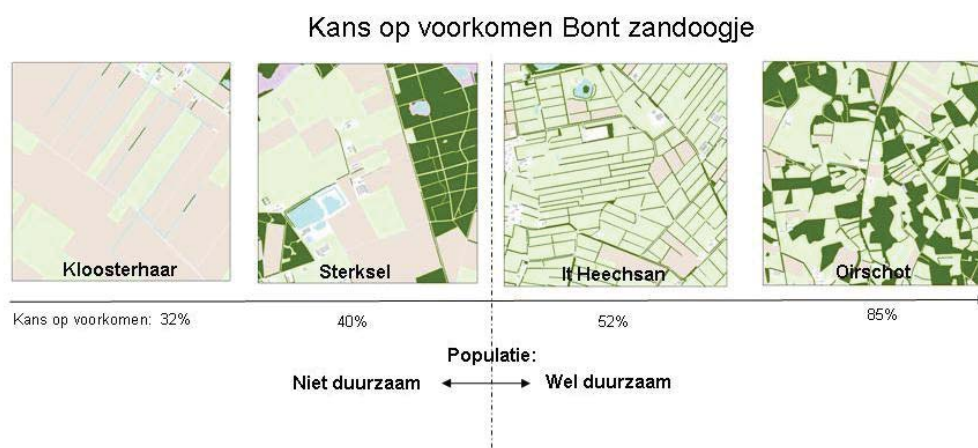 Kans op voorkomen Bont zandoogje
Kloosterhaar
Sterksel
It Heechsan
Oirschot
Kans op voorkomen: 32%
40%
52%
85%
Populatie:
Niet duurzaam
Wel duurzaam